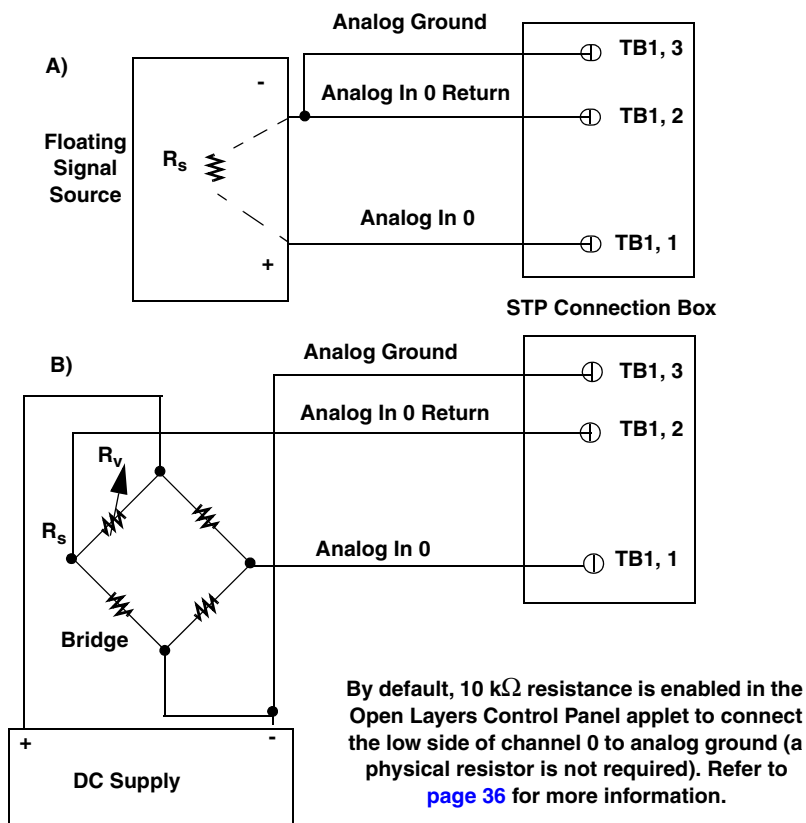 Analog Ground
TB1, 3
A)
-
Analog In 0 Return
TB1, 2
Floating
Signal
Source
Rs
Analog In 0
TB1, 1
+
STP Connection Box
B)
Analog Ground
TB1, 3
Analog In 0 Return
TB1, 2
Rv
Rs
Analog In 0
TB1, 1
Bridge
By default, 10 kΩ resistance is enabled in the
Open Layers Control Panel applet to connect
the low side of channel 0 to analog ground (a
physical resistor is not required). Refer to
page 36 for more information.
+
-
DC Supply